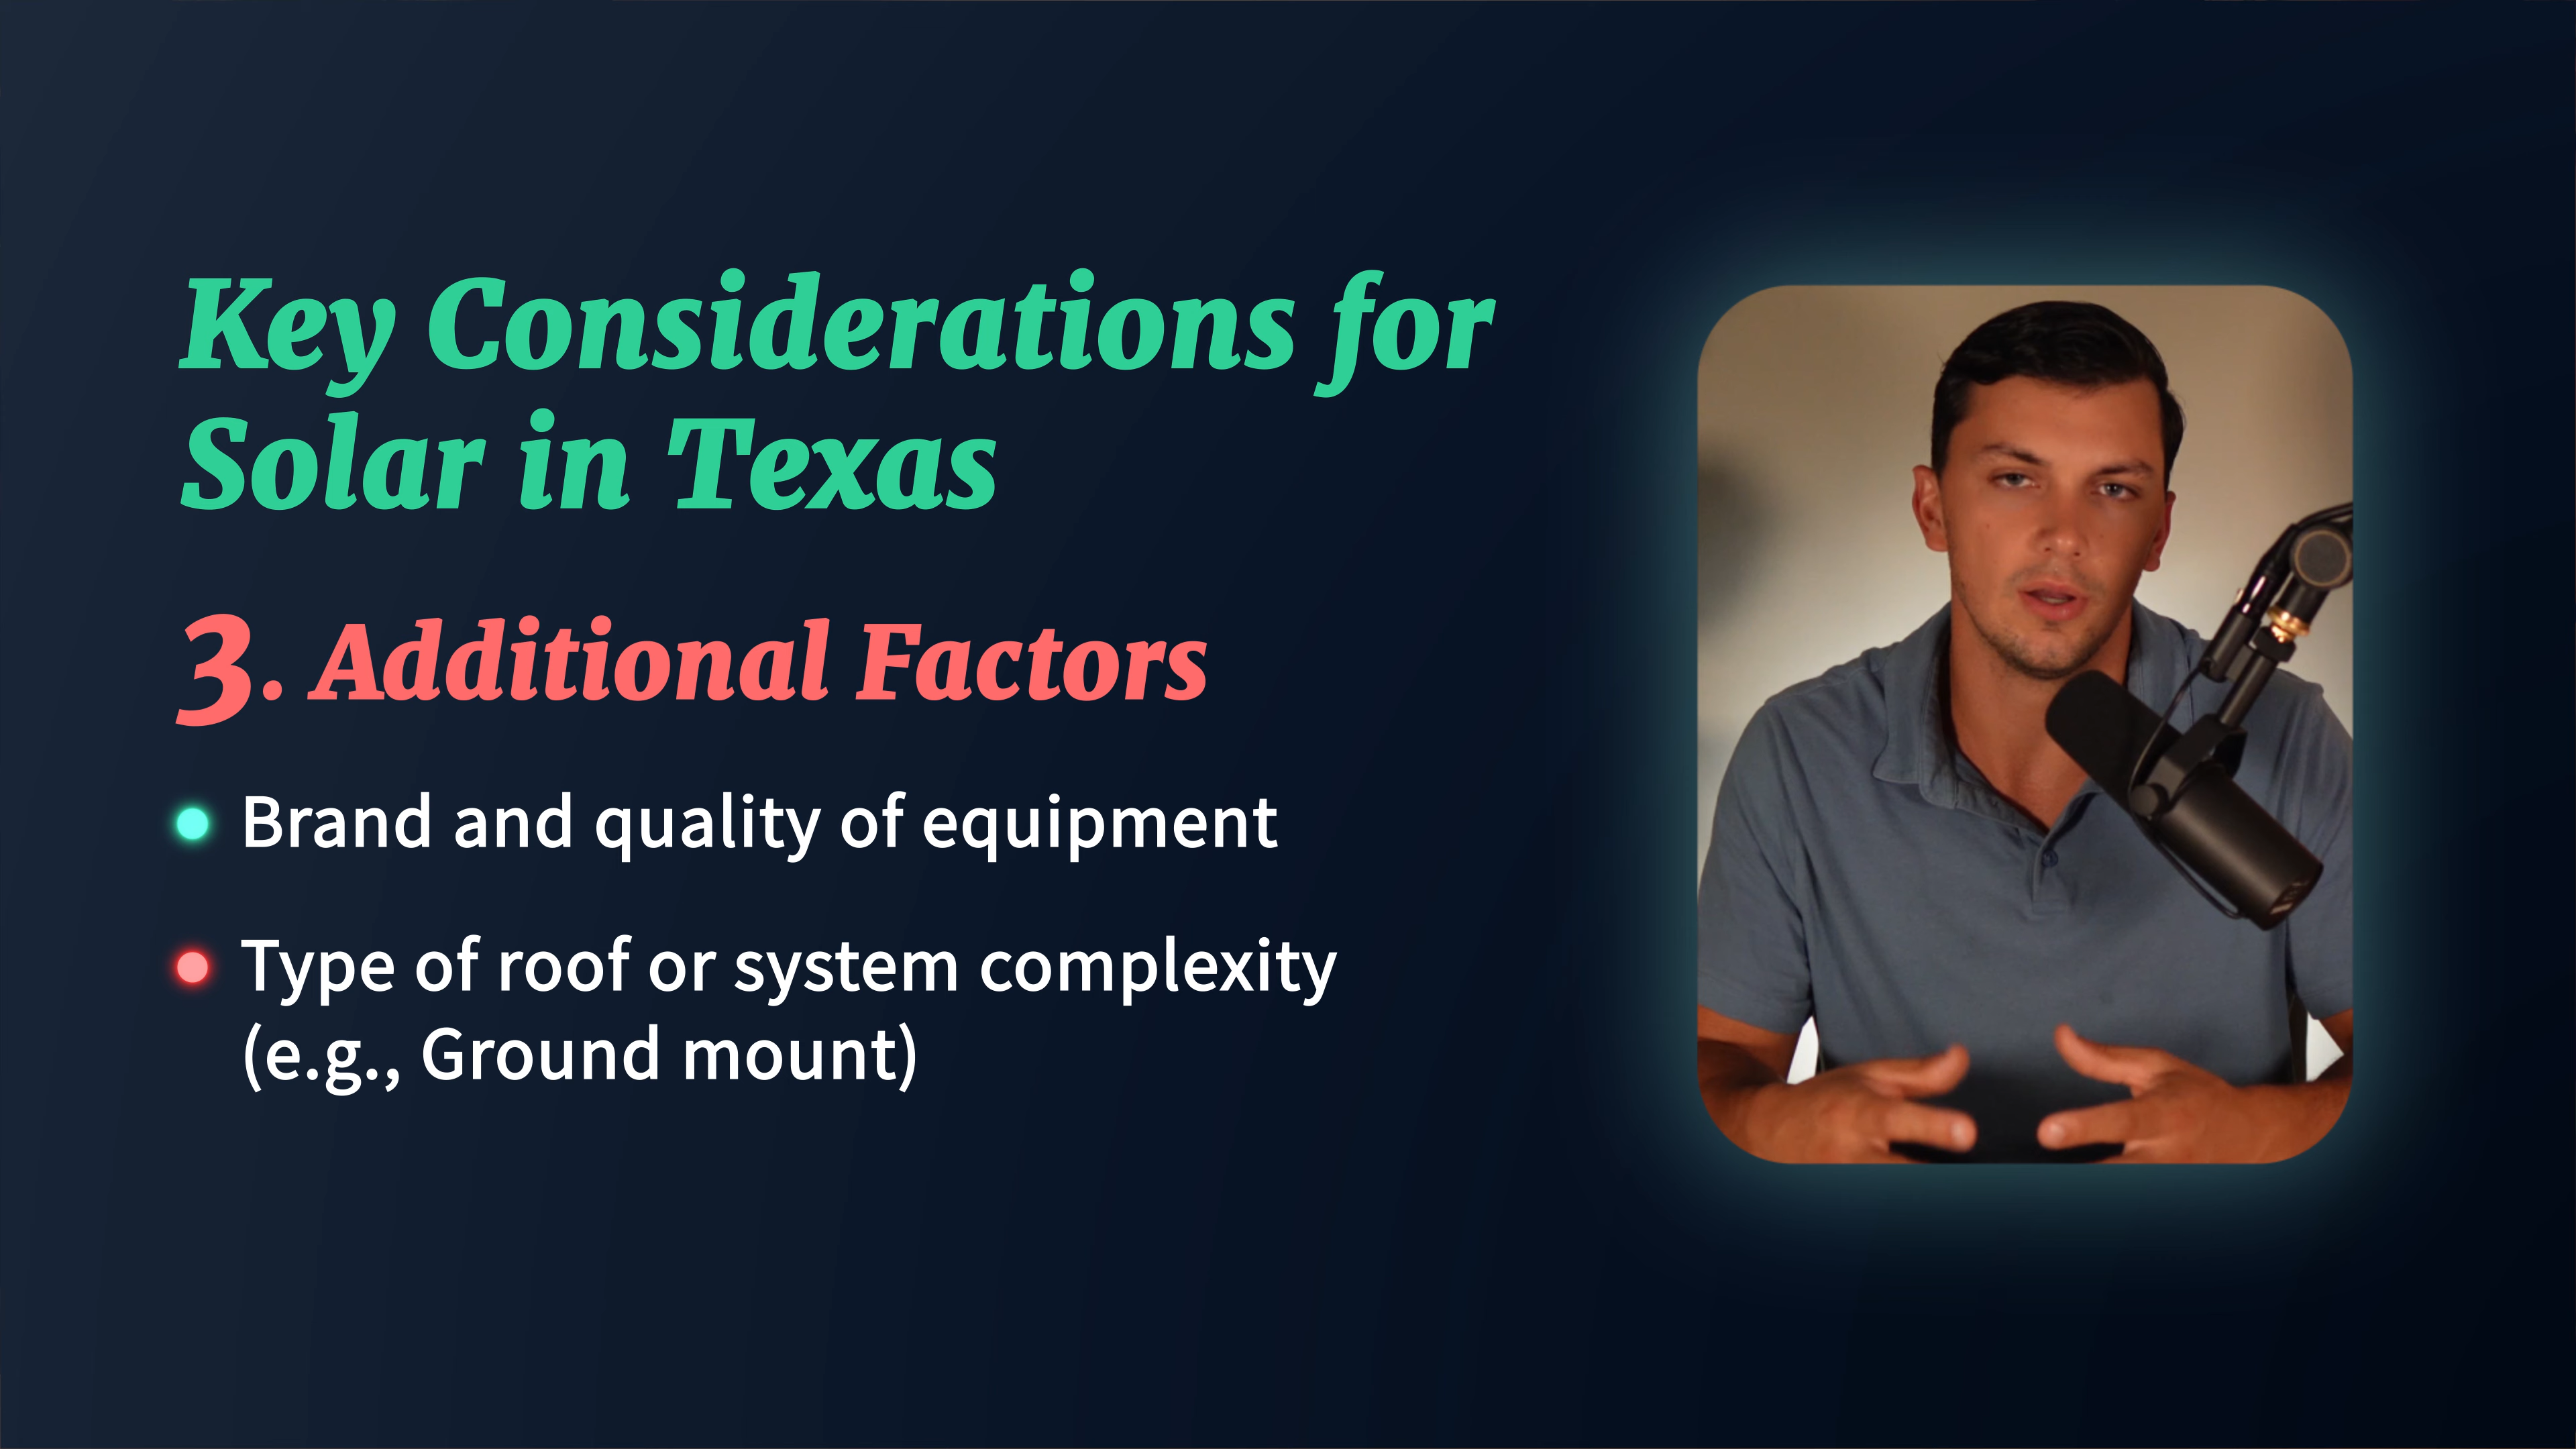 Key Considerations for
Solar in Texas
3. Additional Factors
Brand and quality of equipment
Type of roof or system complexity
(e.g., Ground mount)